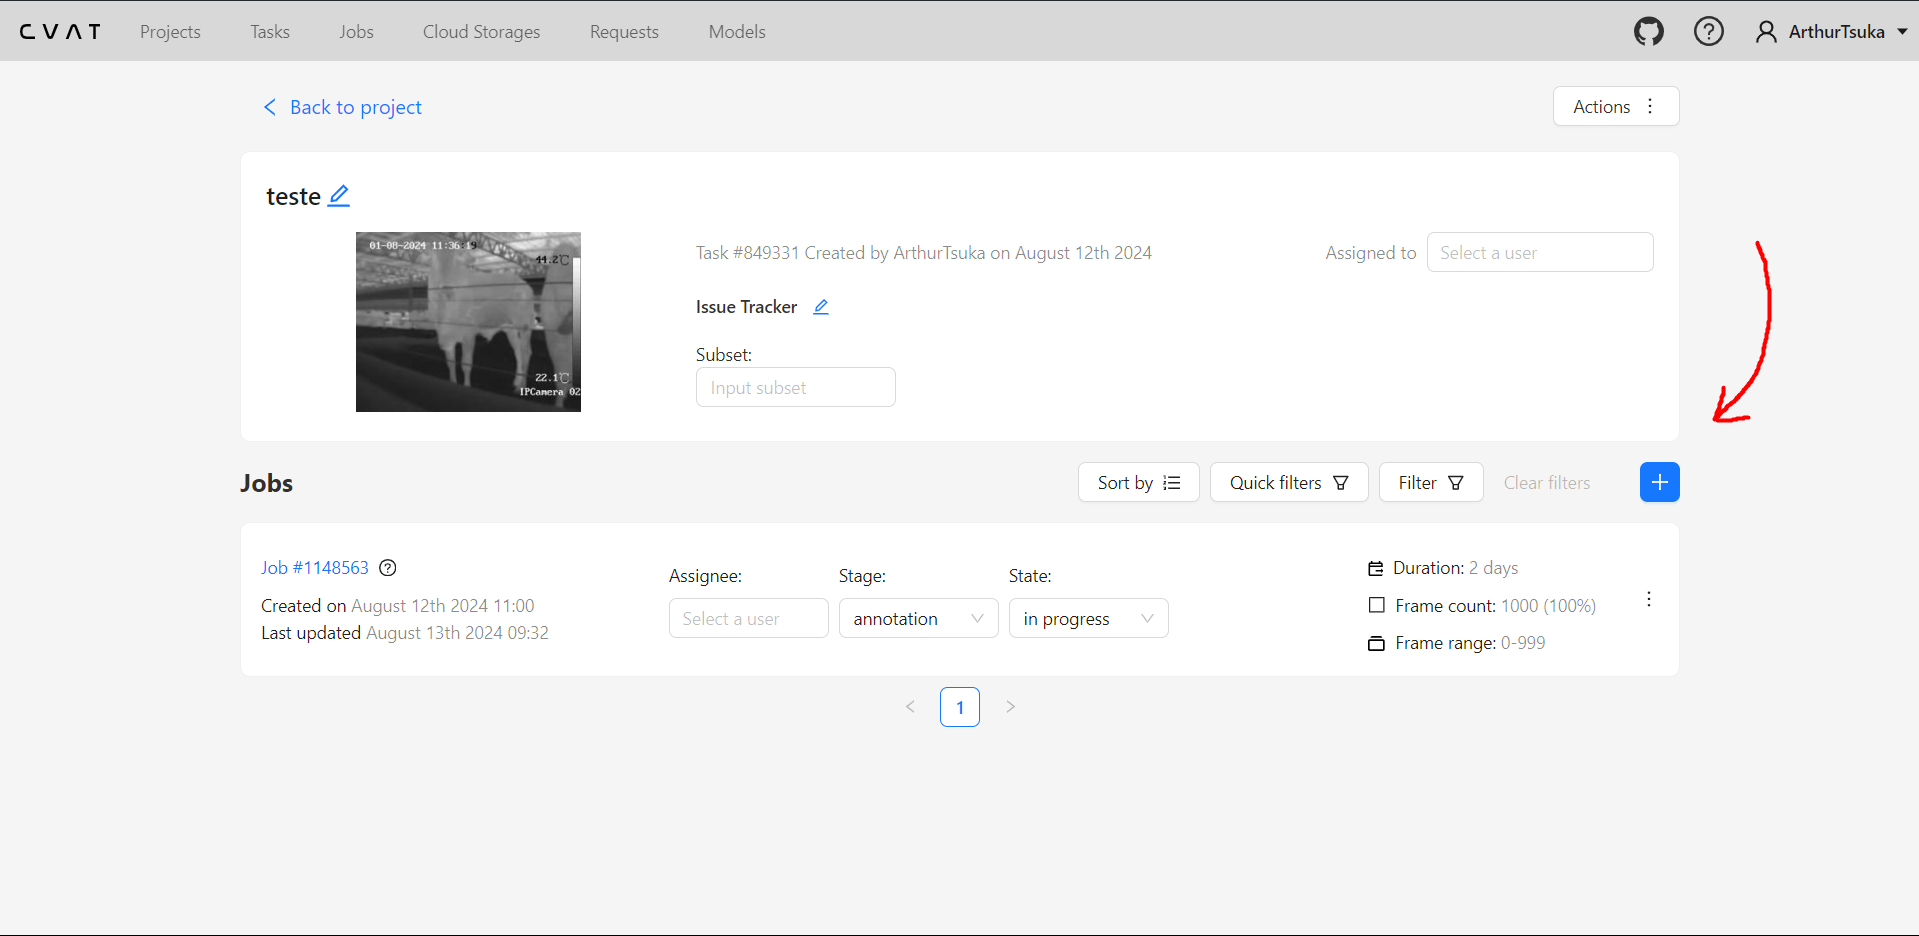 CVAT Projects Tasks Jobs Cloud Storages Requests Models ArthurTsuka
Back to project
Actions
teste
01-08-2024 11:36:19
44.2℃
22.1℃
IPCamera 02
Task #849331 Created by ArthurTsuka on August 12th 2024
Assigned to Select a user
Issue Tracker
Subset:
Input subset
Jobs
Sort by Quick filters Filter Clear filters
Job #1148563
Created on August 12th 2024 11:00
Last updated August 13th 2024 09:32
Assignee:
Select a user
Stage:
annotation
State:
in progress
Duration: 2 days
Frame count: 1000 (100%)
Frame range: 0-999
1